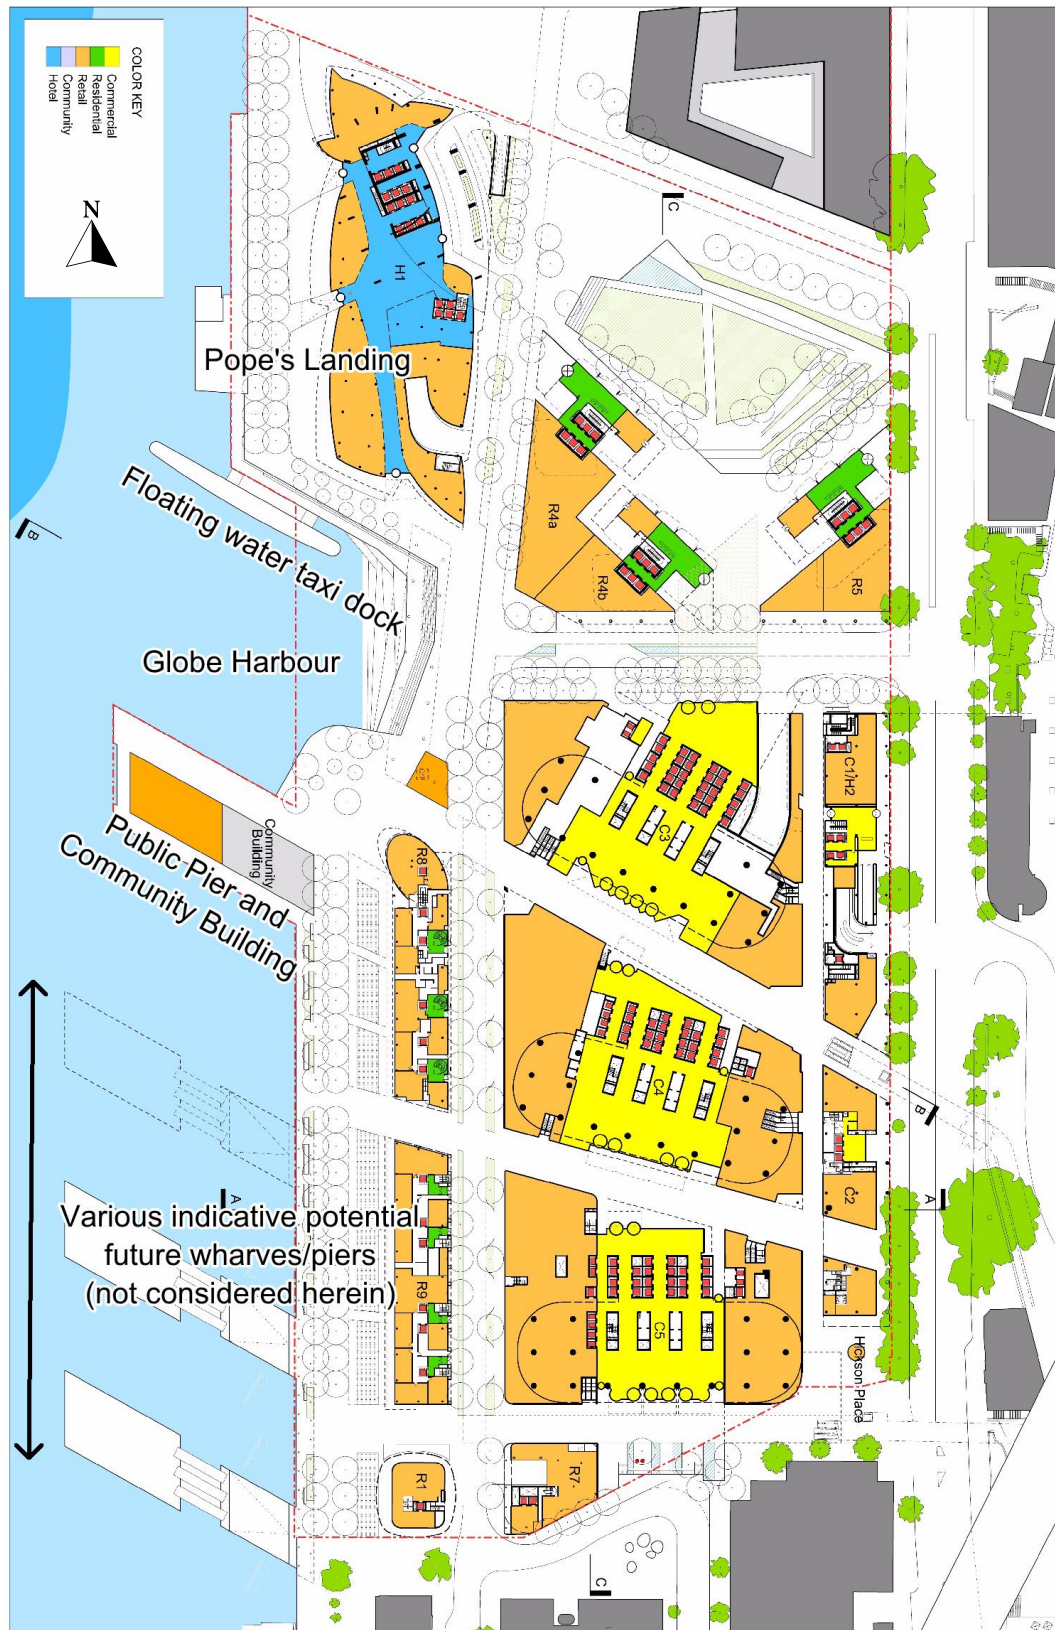 COLOR KEY
Commercial
Residential
Retail
Community
Hotel
N
C
H1
Pope's Landing
Floating water taxi dock
B
R4a
R4b
R5
Globe Harbour
C1/H2
C3
Community
Building
Public Pier and
Community Building
R8
C4
B
C2
A
A
Various indicative potential
future wharves/piers
(not considered herein)
R9
C5
Hickson Place
R1
R7
C